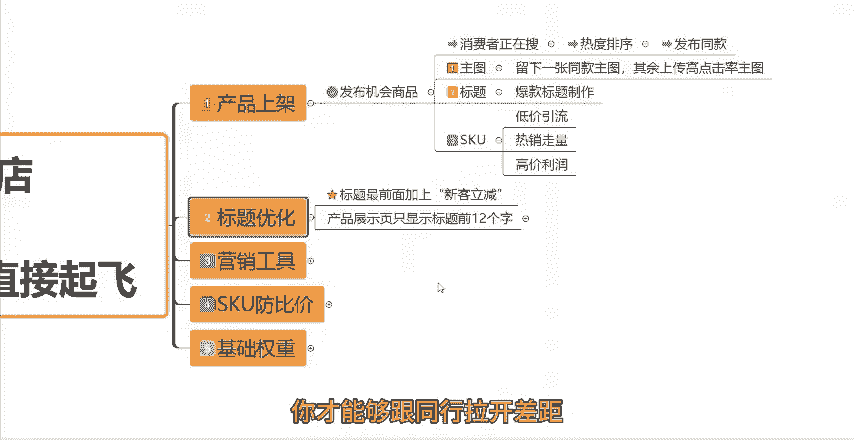 店
直接起飞
1 产品上架
发布机会商品
消费者正在搜 热度排序 发布同款
主图 留下一张同款主图，其余上传高点击率主图
标题 爆款标题制作
SKU
低价引流
热销走量
高价利润
2 标题优化
标题最前面加上“新客立减”
产品展示页只显示标题前12个字
营销工具
SKU防比价
基础权重
你才能够跟同行拉开差距